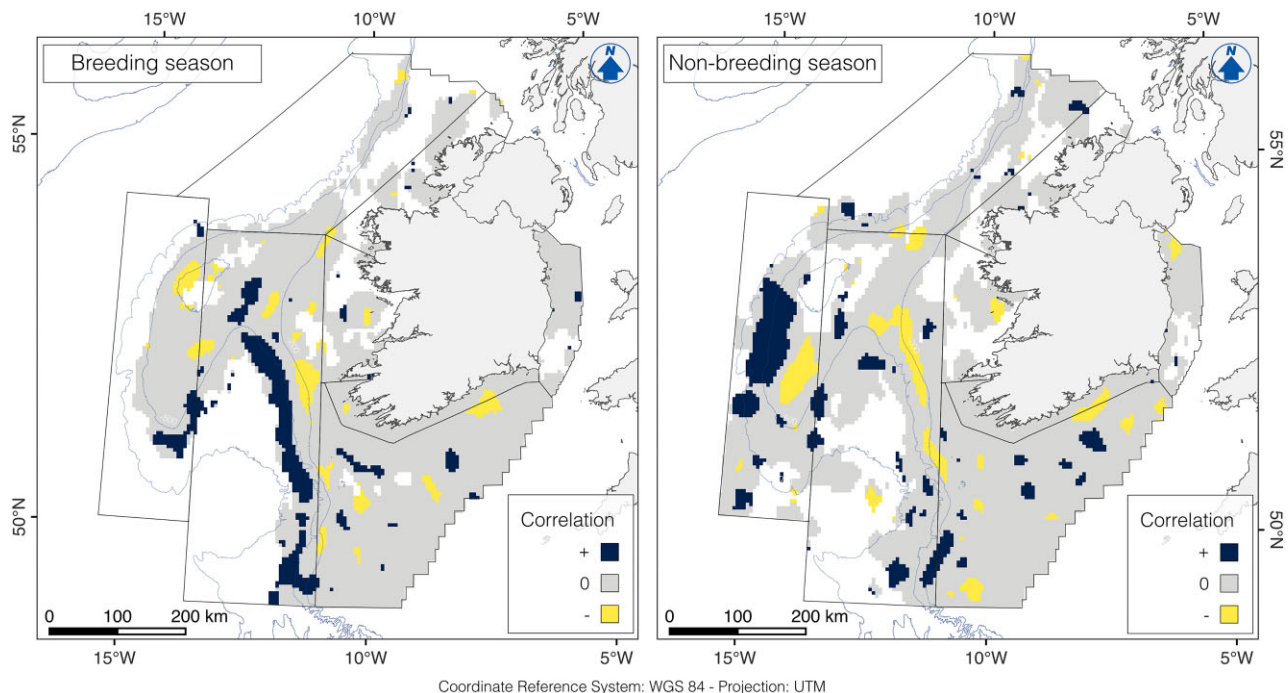 15°W 10°W 5°W 15°W 10°W 5°W
Breeding season
N
Non-breeding season
N
55°N 55°N
50°N 50°N
Correlation
+
0
-
0 100 200 km
Correlation
+
0
-
0 100 200 km
15°W 10°W 5°W 15°W 10°W 5°W
Coordinate Reference System: WGS 84 - Projection: UTM